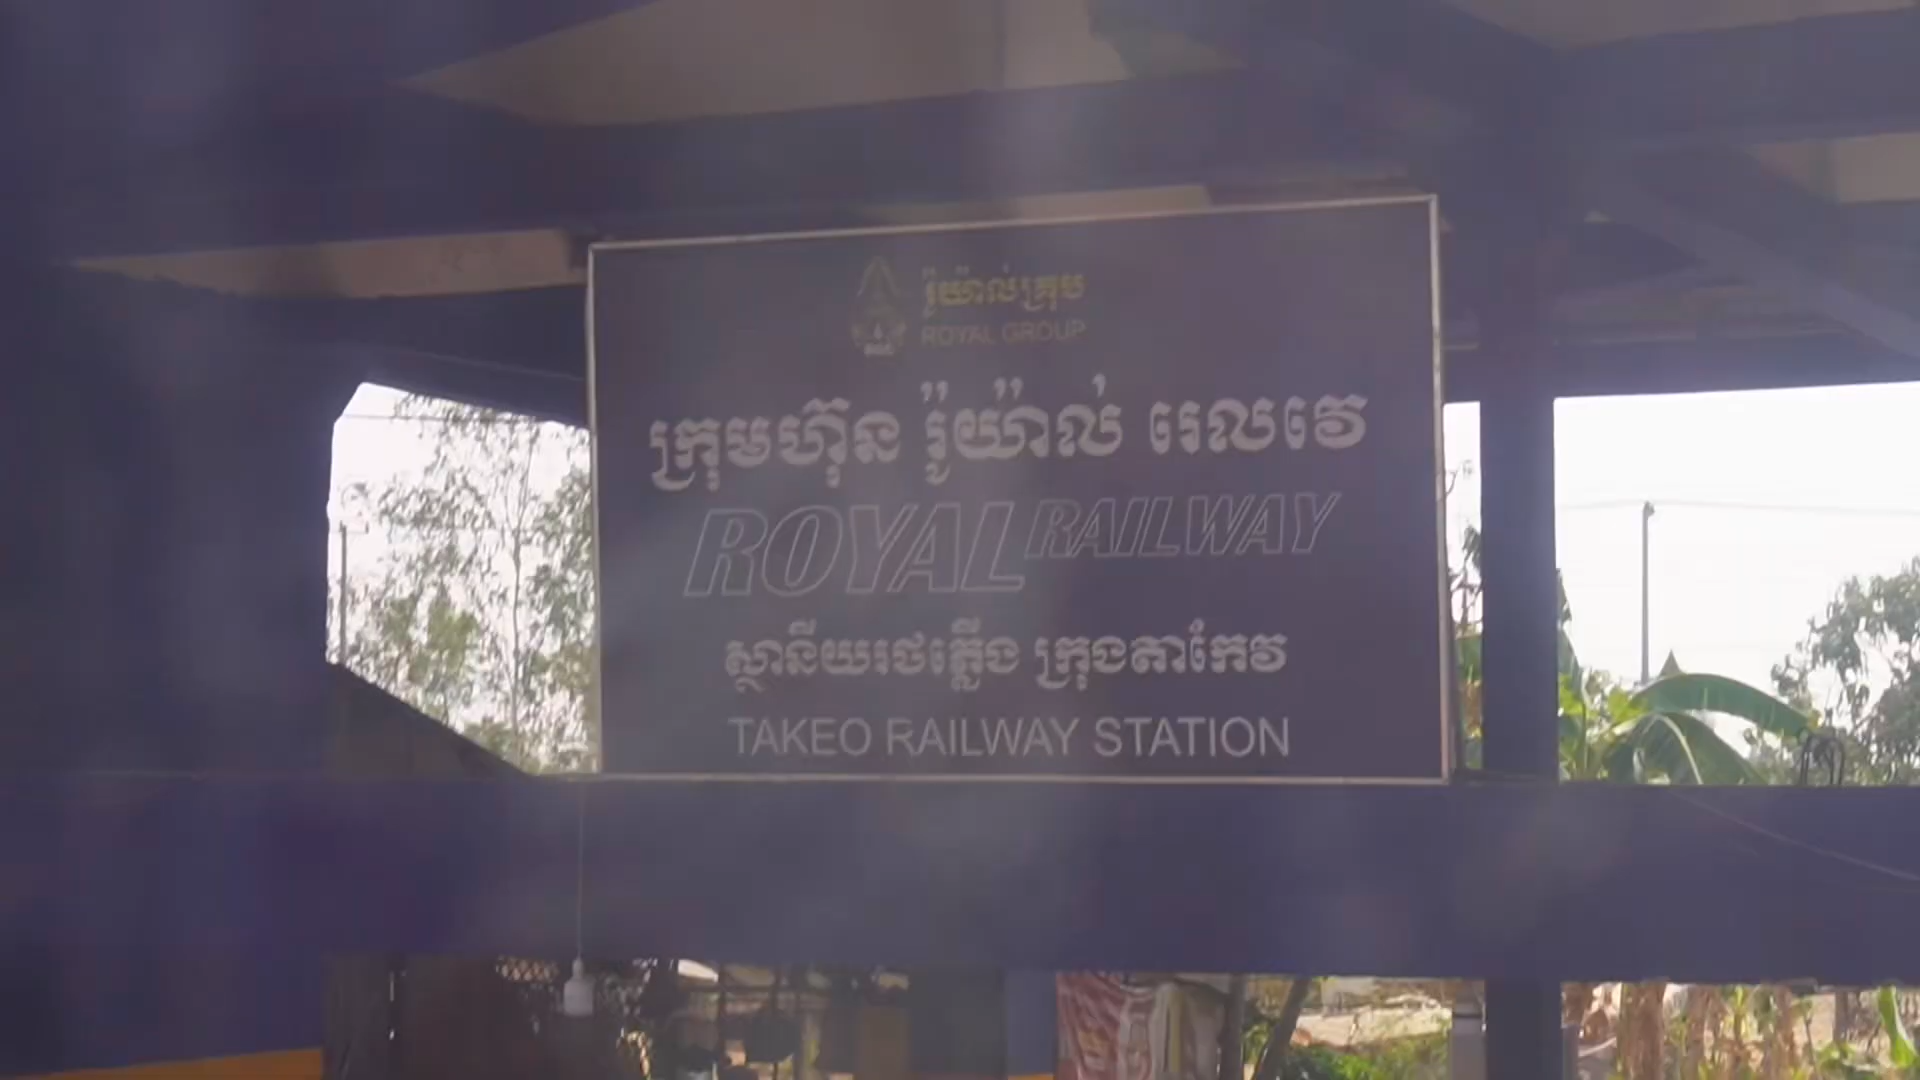 រ៉ូយ៉ាល់គ្រុប
ROYAL GROUP
ក្រុមហ៊ុន រ៉ូយ៉ាល់ រេលវេ
ROYAL RAILWAY
ស្ថានីយរថភ្លើង ក្រុងតាកែវ
TAKEO RAILWAY STATION